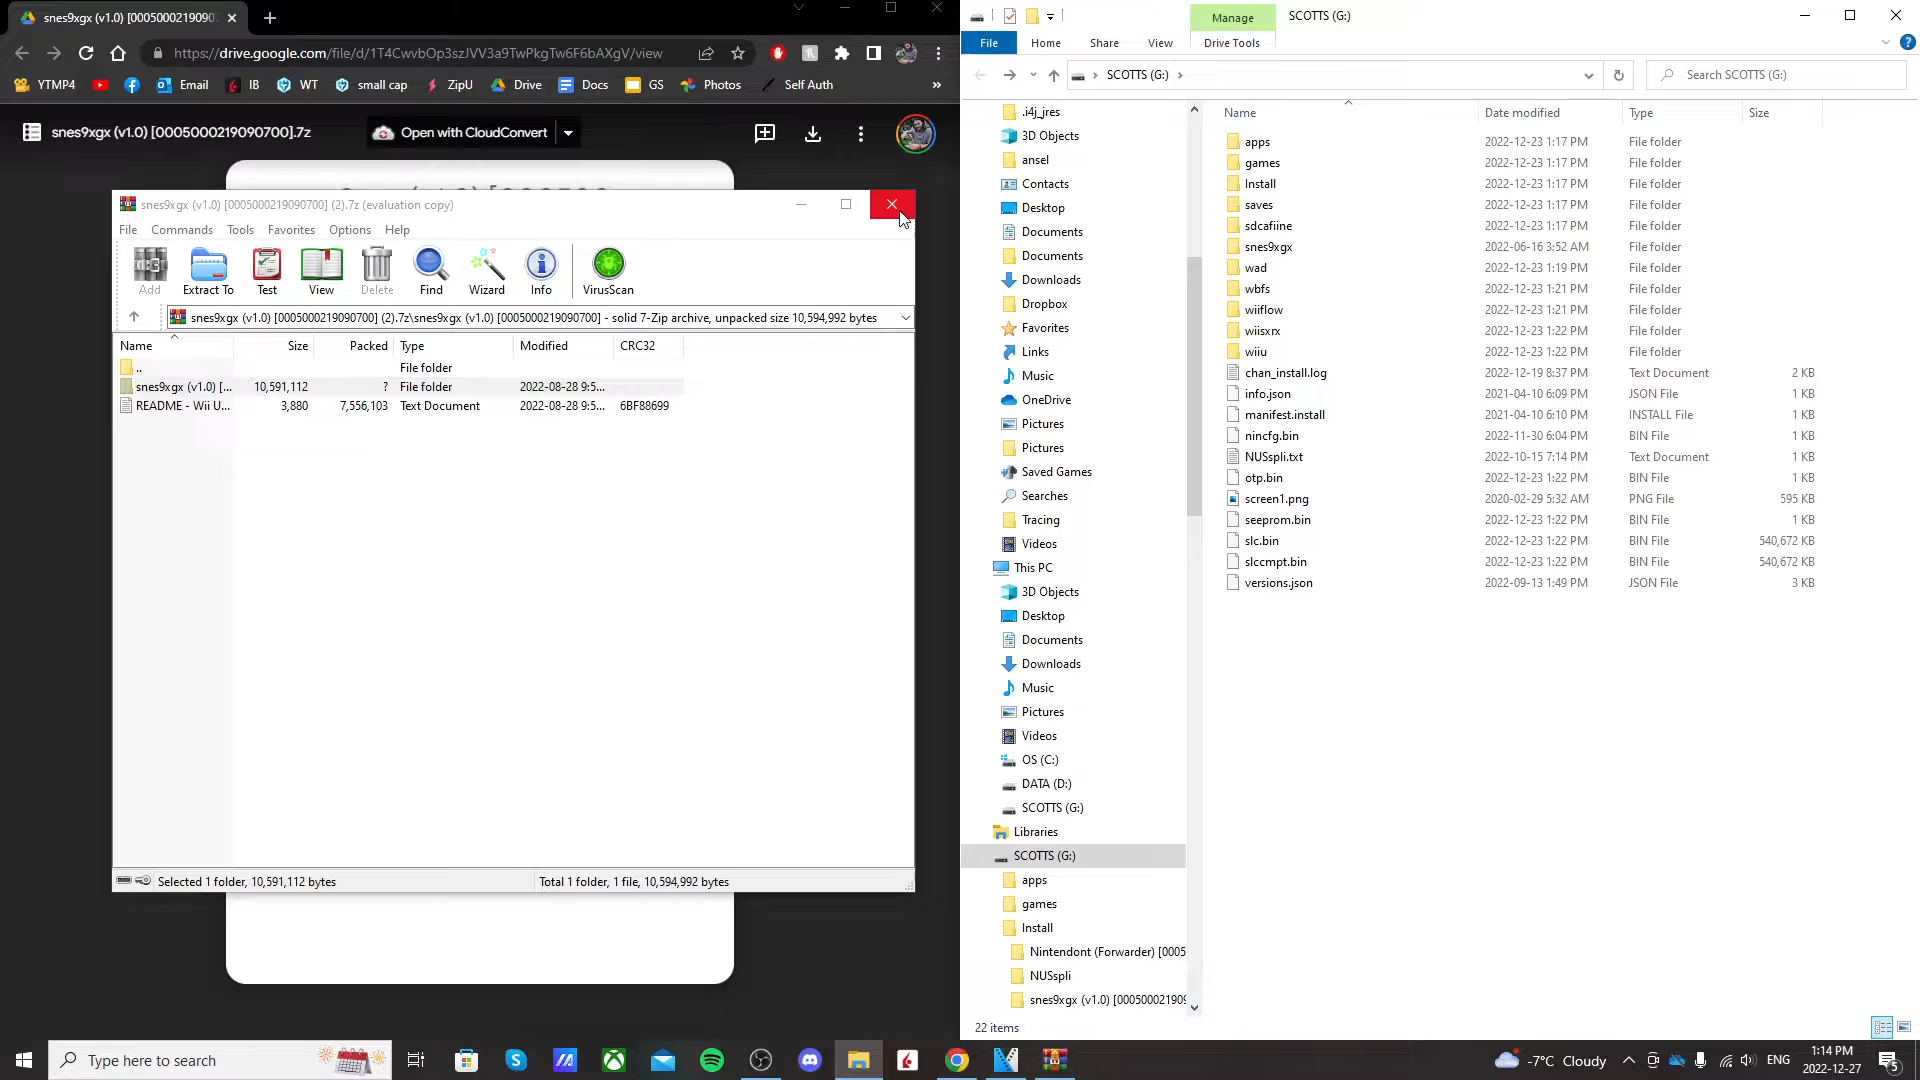 snes9xgx (v1.0) [0005000219090
https://drive.google.com/file/d/1T4CwvbOp3szJVV3a9TwPkgTw6F6bAXgV/view
YTMP4
Email
IB
WT
small cap
ZipU
Drive
Docs
GS
Photos
Self Auth
»
snes9xgx (v1.0) [0005000219090700].7z
Open with CloudConvert
snes9xgx (v1.0) [0005000219090700] (2).7z (evaluation copy)
File Commands Tools Favorites Options Help
Add Extract To Test View Delete Find Wizard Info VirusScan
snes9xgx (v1.0) [0005000219090700] (2).7z\snes9xgx (v1.0) [0005000219090700] - solid 7-Zip archive, unpacked size 10,594,992 bytes
Name Size Packed Type Modified CRC32
.. File folder
snes9xgx (v1.0) [... 10,591,112 ? File folder 2022-08-28 9:5...
README - Wii U... 3,880 7,556,103 Text Document 2022-08-28 9:5... 6BF88699
Selected 1 folder, 10,591,112 bytes
Total 1 folder, 1 file, 10,594,992 bytes
Manage
SCOTTS (G:)
File Home Share View Drive Tools
SCOTTS (G:)
Search SCOTTS (G:)
.i4j_jres
3D Objects
ansel
Contacts
Desktop
Documents
Documents
Downloads
Dropbox
Favorites
Links
Music
OneDrive
Pictures
Pictures
Saved Games
Searches
Tracing
Videos
This PC
3D Objects
Desktop
Documents
Downloads
Music
Pictures
Videos
OS (C:)
DATA (D:)
SCOTTS (G:)
Libraries
SCOTTS (G:)
apps
games
Install
Nintendont (Forwarder) [0005
NUSspli
snes9xgx (v1.0) [000500021909
Name Date modified Type Size
apps 2022-12-23 1:17 PM File folder
games 2022-12-23 1:17 PM File folder
Install 2022-12-23 1:17 PM File folder
saves 2022-12-23 1:17 PM File folder
sdcafiine 2022-12-23 1:17 PM File folder
snes9xgx 2022-06-16 3:52 AM File folder
wad 2022-12-23 1:19 PM File folder
wbfs 2022-12-23 1:21 PM File folder
wiiflow 2022-12-23 1:21 PM File folder
wiisxrx 2022-12-23 1:22 PM File folder
wiiu 2022-12-23 1:22 PM File folder
chan_install.log 2022-12-19 8:37 PM Text Document 2 KB
info.json 2021-04-10 6:09 PM JSON File 1 KB
manifest.install 2021-04-10 6:10 PM INSTALL File 1 KB
nincfg.bin 2022-11-30 6:04 PM BIN File 1 KB
NUSspli.txt 2022-10-15 7:14 PM Text Document 1 KB
otp.bin 2022-12-23 1:22 PM BIN File 1 KB
screen1.png 2020-02-29 5:32 AM PNG File 595 KB
seeprom.bin 2022-12-23 1:22 PM BIN File 1 KB
slc.bin 2022-12-23 1:22 PM BIN File 540,672 KB
slccmpt.bin 2022-12-23 1:22 PM BIN File 540,672 KB
versions.json 2022-09-13 1:49 PM JSON File 3 KB
22 items
Type here to search
-7°C Cloudy
ENG
1:14 PM
2022-12-27
5